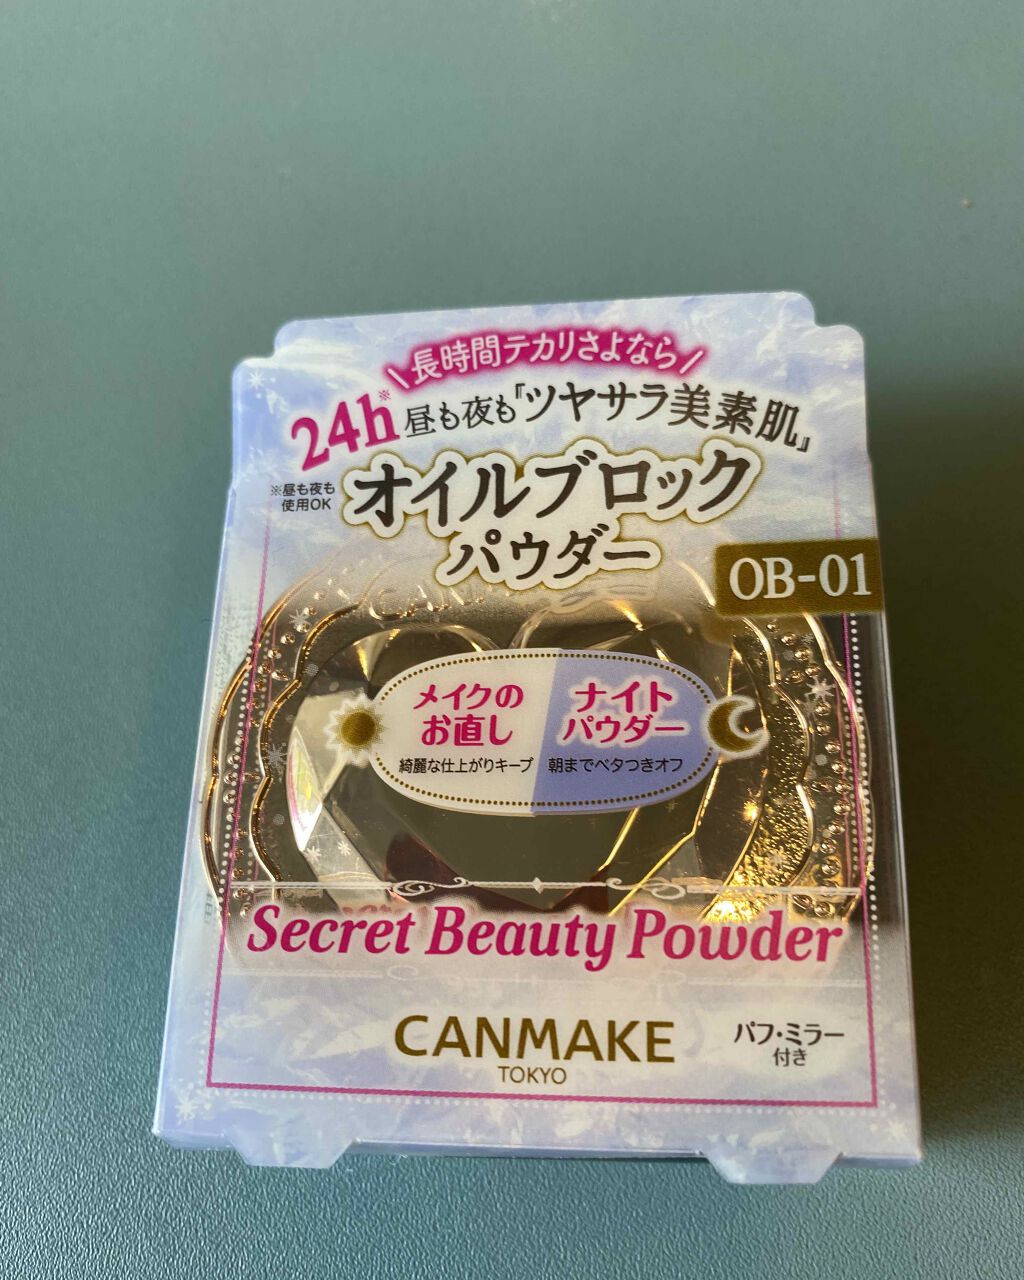 \長時間テカリさよなら/
24h※昼も夜も『ツヤサラ美素肌』
※昼も夜も
使用OK
オイルブロック
パウダー
OB-01
メイクの
お直し
綺麗な仕上がりキープ
ナイト
パウダー
朝までベタつきオフ
Secret Beauty Powder
CANMAKE
TOKYO
パフ・ミラー
付き